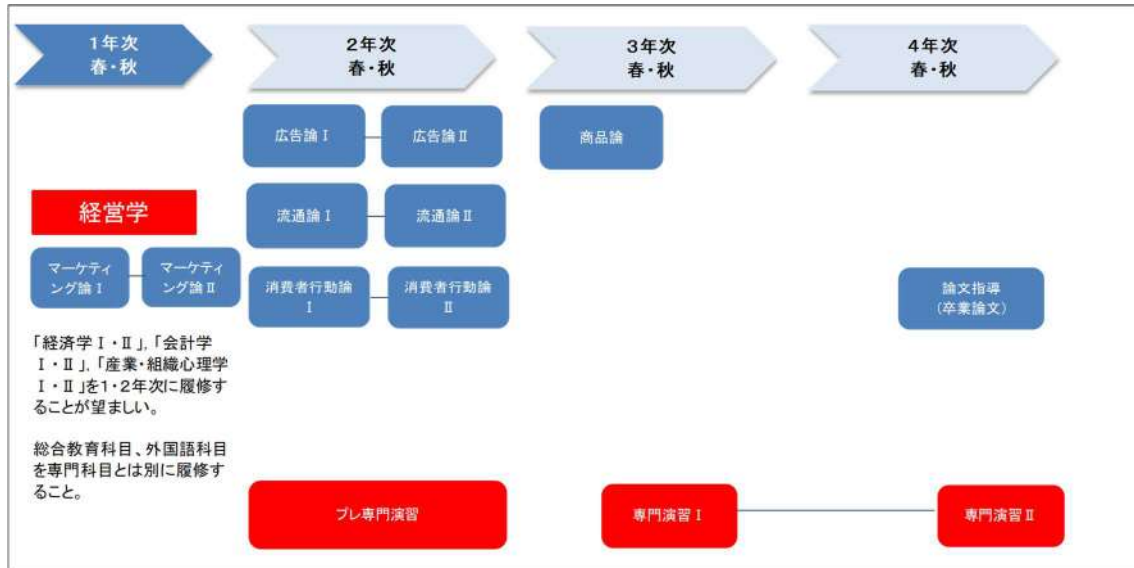 1年次
春・秋
2年次
春・秋
3年次
春・秋
4年次
春・秋
広告論Ⅰ
広告論Ⅱ
商品論
経営学
流通論Ⅰ
流通論Ⅱ
マーケティ
ング論Ⅰ
マーケティ
ング論Ⅱ
消費者行動論
Ⅰ
消費者行動論
Ⅱ
論文指導
(卒業論文)
「経済学Ⅰ・Ⅱ」,「会計学
Ⅰ・Ⅱ」,「産業・組織心理学
Ⅰ・Ⅱ」を1・2年次に履修す
ることが望ましい。
総合教育科目、外国語科目
を専門科目とは別に履修す
ること。
プレ専門演習
専門演習Ⅰ
専門演習Ⅱ